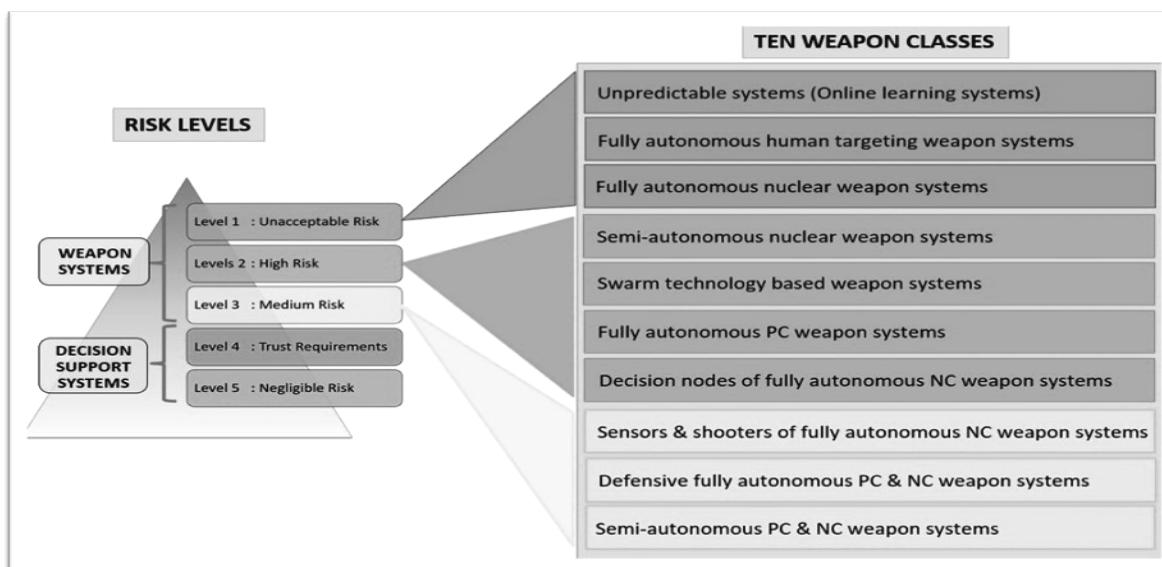 TEN WEAPON CLASSES
RISK LEVELS
WEAPON
SYSTEMS
DECISION
SUPPORT
SYSTEMS
Level 1 : Unacceptable Risk
Levels 2 : High Risk
Level 3 : Medium Risk
Level 4 : Trust Requirements
Level 5 : Negligible Risk
Unpredictable systems (Online learning systems)
Fully autonomous human targeting weapon systems
Fully autonomous nuclear weapon systems
Semi-autonomous nuclear weapon systems
Swarm technology based weapon systems
Fully autonomous PC weapon systems
Decision nodes of fully autonomous NC weapon systems
Sensors & shooters of fully autonomous NC weapon systems
Defensive fully autonomous PC & NC weapon systems
Semi-autonomous PC & NC weapon systems